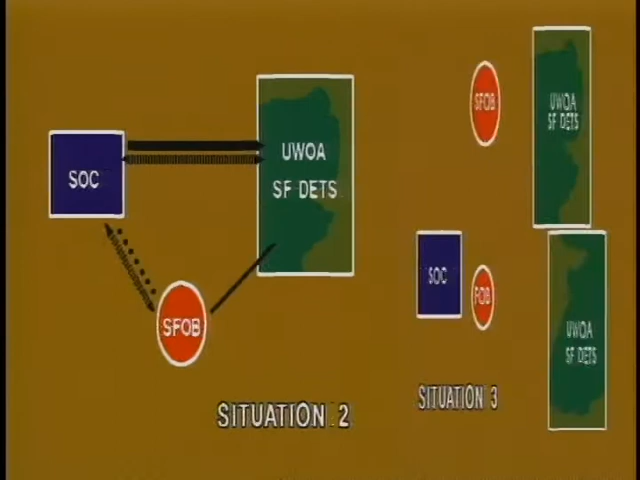 SOC
UWOA
SF DETS
SFOB
SITUATION 2
SFOB
UWOA
SF DETS
SOC
FOB
UWOA
SF DETS
SITUATION 3